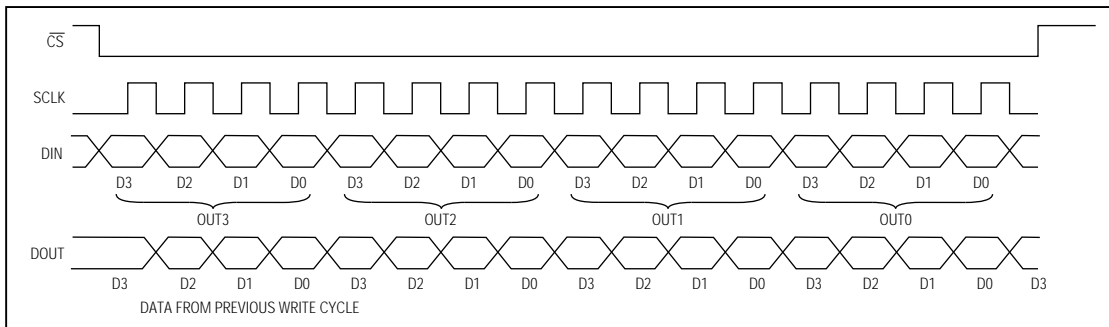 CS
SCLK
DIN
D3 D2 D1 D0 D3 D2 D1 D0 D3 D2 D1 D0 D3 D2 D1 D0
OUT3 OUT2 OUT1 OUT0
DOUT
D3 D2 D1 D0 D3 D2 D1 D0 D3 D2 D1 D0 D3 D2 D1 D0 D3
DATA FROM PREVIOUS WRITE CYCLE